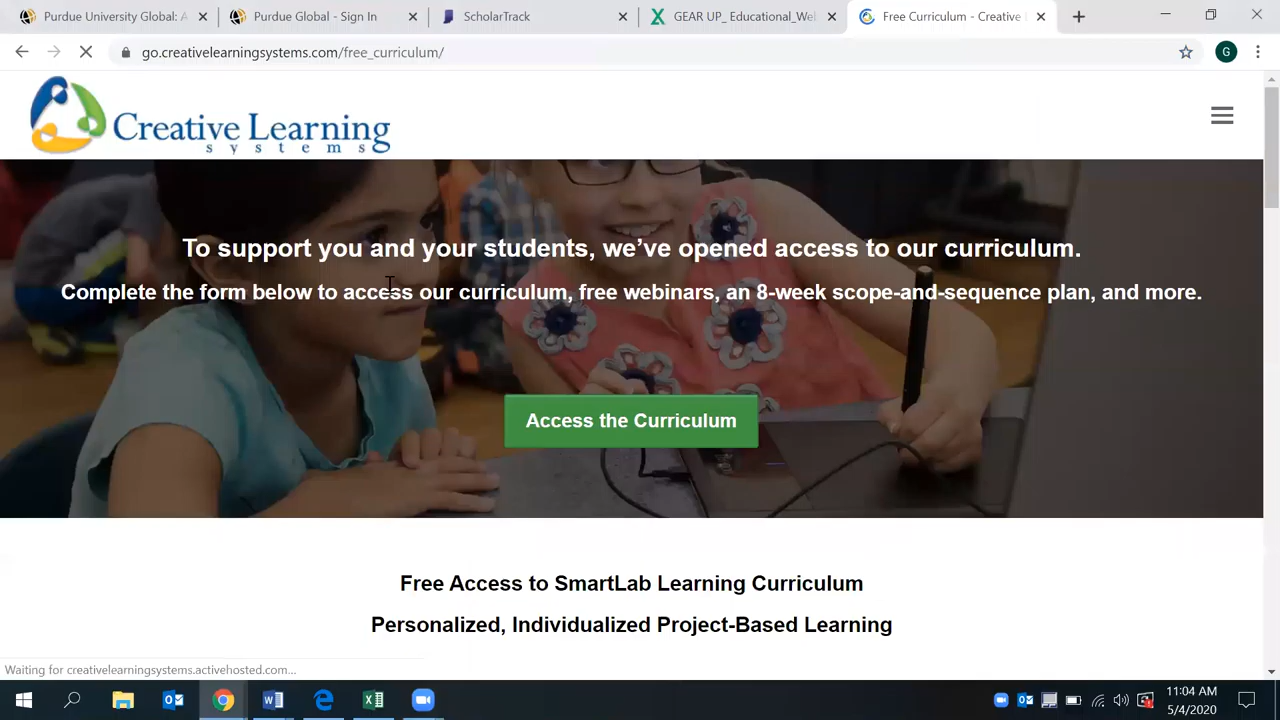 Purdue University Global: A
Purdue Global - Sign In
ScholarTrack
GEAR UP_ Educational_Wel
Free Curriculum - Creative L
go.creativelearningsystems.com/free_curriculum/
G
Creative Learning
systems
To support you and your students, we've opened access to our curriculum.
Complete the form below to access our curriculum, free webinars, an 8-week scope-and-sequence plan, and more.
Access the Curriculum
Free Access to SmartLab Learning Curriculum
Personalized, Individualized Project-Based Learning
Waiting for creativelearningsystems.activehosted.com...
11:04 AM
5/4/2020